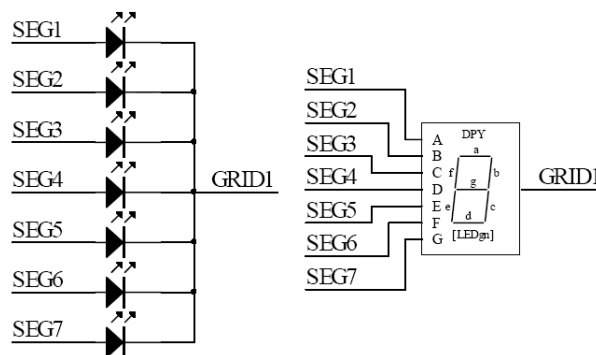 SEG1
SEG2
SEG3
SEG4
SEG5
SEG6
SEG7
GRID1
SEG1
SEG2
SEG3
SEG4
SEG5
SEG6
SEG7
A
B
C
D
E
F
G
DPY
a
f
b
g
e
c
d
[LEDgn]
GRID1